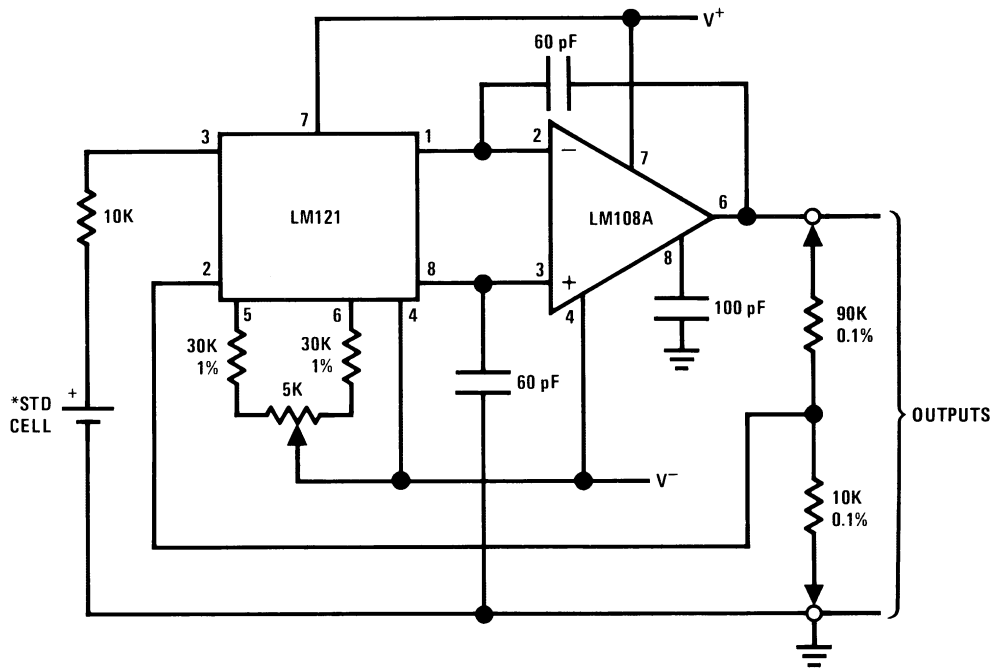 V+
60 pF
7
3
1
2
7
10K
LM121
LM108A
6
2
8
3
8
5
6
4
4
100 pF
90K
0.1%
30K
1%
30K
1%
5K
60 pF
*STD
CELL
+
OUTPUTS
V−
10K
0.1%
−
+